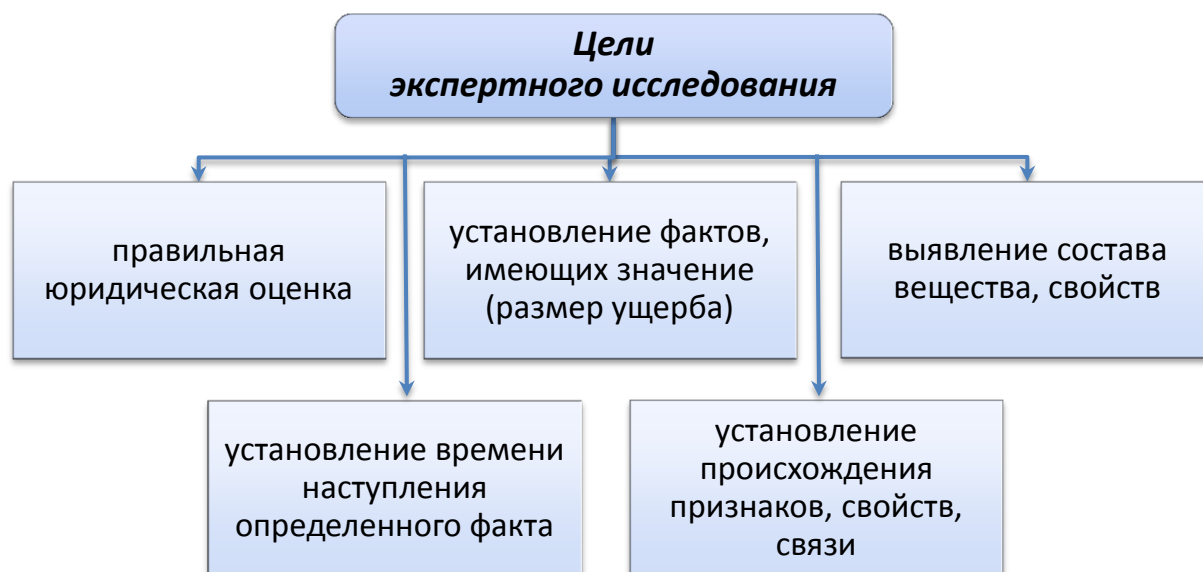 Цели
экспертного исследования
правильная
юридическая оценка
установление фактов,
имеющих значение
(размер ущерба)
выявление состава
вещества, свойств
установление времени
наступления
определенного факта
установление
происхождения
признаков, свойств,
связи